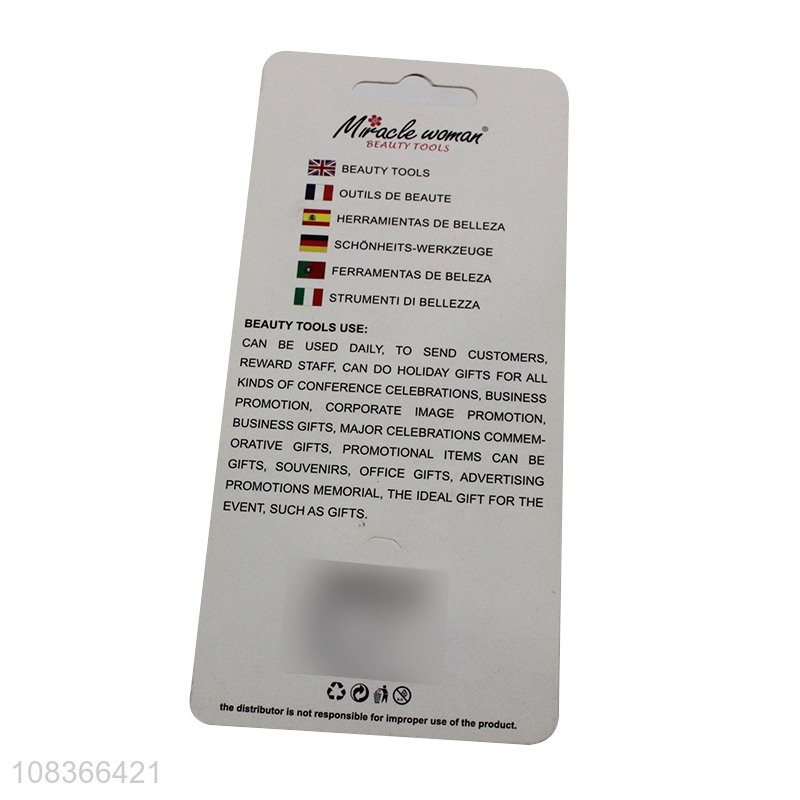 Miracle woman®
BEAUTY TOOLS
BEAUTY TOOLS
OUTILS DE BEAUTE
HERRAMIENTAS DE BELLEZA
SCHÖNHEITS-WERKZEUGE
FERRAMENTAS DE BELEZA
STRUMENTI DI BELLEZZA
BEAUTY TOOLS USE:
CAN BE USED DAILY, TO SEND CUSTOMERS,
REWARD STAFF, CAN DO HOLIDAY GIFTS FOR ALL
KINDS OF CONFERENCE CELEBRATIONS, BUSINESS
PROMOTION, CORPORATE IMAGE PROMOTION,
BUSINESS GIFTS, MAJOR CELEBRATIONS COMMEM-
ORATIVE GIFTS, PROMOTIONAL ITEMS CAN BE
GIFTS, SOUVENIRS, OFFICE GIFTS, ADVERTISING
PROMOTIONS MEMORIAL, THE IDEAL GIFT FOR THE
EVENT, SUCH AS GIFTS.
the distributor is not responsible for improper use of the product.
108366421